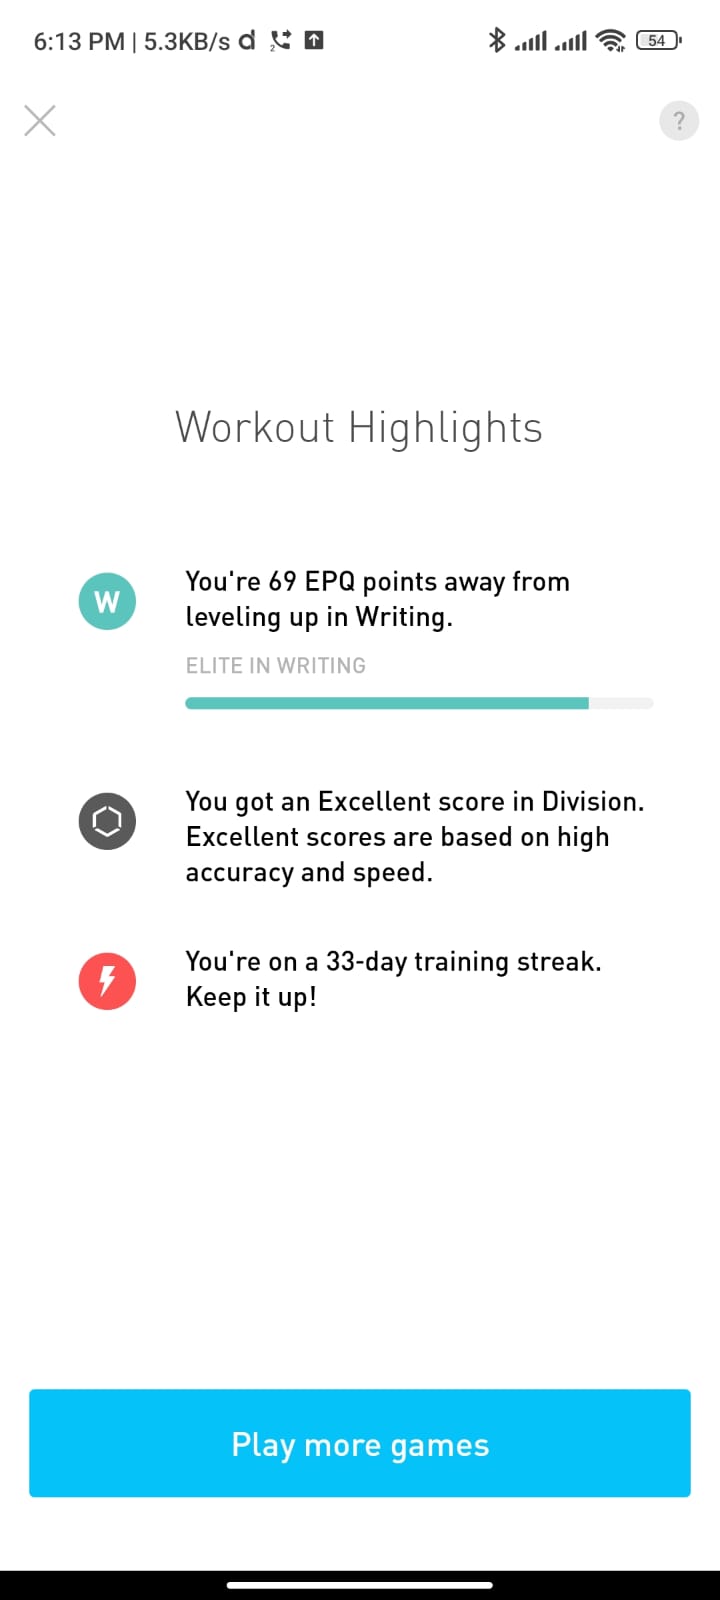 6:13 PM | 5.3KB/s d 2 54
?
Workout Highlights
W
You're 69 EPQ points away from
leveling up in Writing.
ELITE IN WRITING
You got an Excellent score in Division.
Excellent scores are based on high
accuracy and speed.
You're on a 33-day training streak.
Keep it up!
Play more games